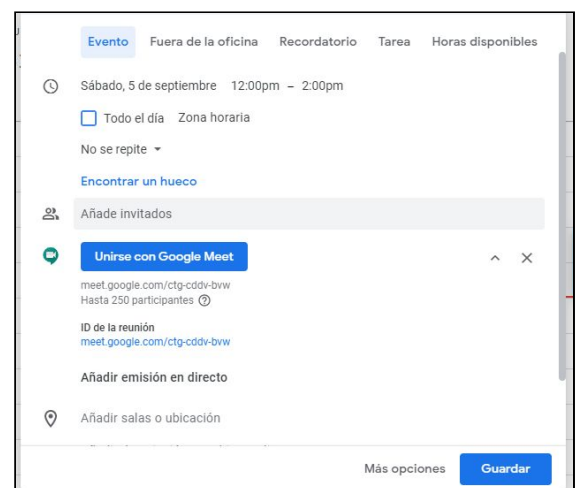 Evento Fuera de la oficina Recordatorio Tarea Horas disponibles
Sábado, 5 de septiembre 12:00pm – 2:00pm
Todo el día Zona horaria
No se repite
Encontrar un hueco
Añade invitados
Unirse con Google Meet
meet.google.com/ctg-cddv-bvw
Hasta 250 participantes
ID de la reunión
meet.google.com/ctg-cddv-bvw
Añadir emisión en directo
Añadir salas o ubicación
Más opciones Guardar